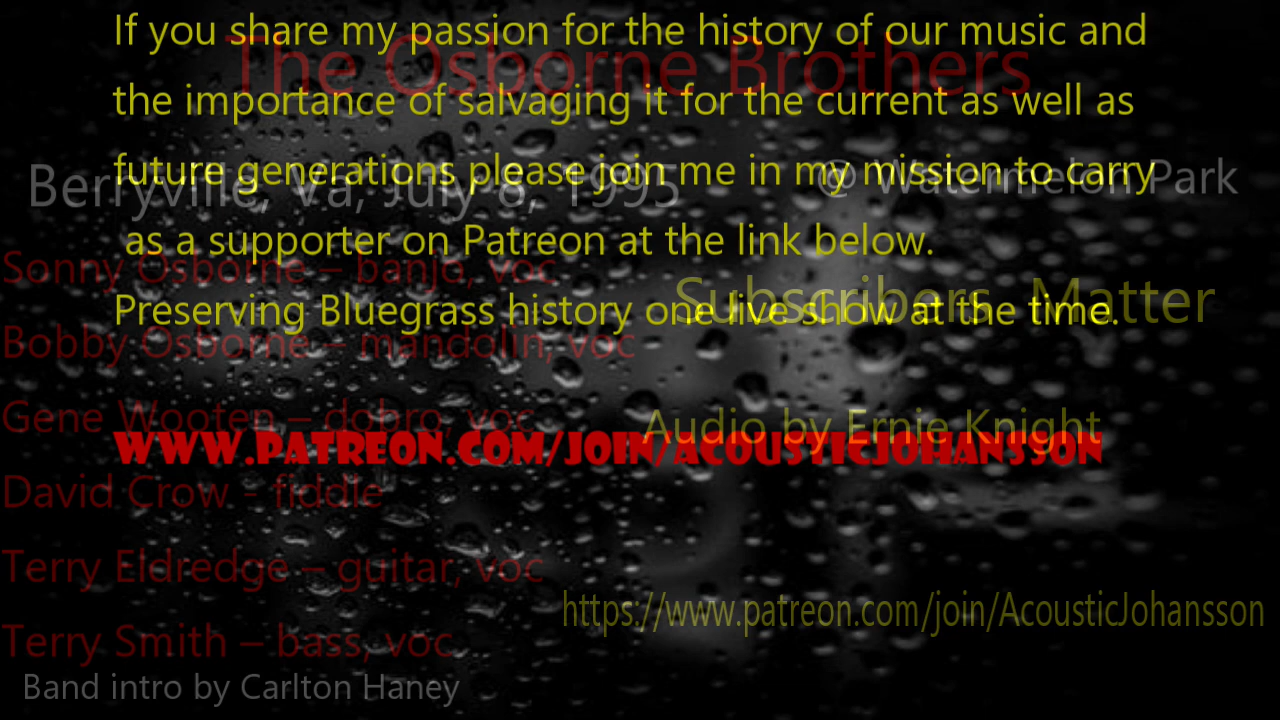 If you share my passion for the history of our music and
The Osborne Brothers
the importance of salvaging it for the current as well as
future generations please join me in my mission to carry
Berryville, Va, July 8, 1995
@ Watermelon Park
as a supporter on Patreon at the link below.
Sonny Osborne – banjo, voc
Subscribers Matter
Preserving Bluegrass history one live show at the time.
Bobby Osborne – mandolin, voc
Gene Wooten – dobro, voc
Audio by Ernie Knight
WWW.PATREON.COM/JOIN/ACOUSTICJOHANSSON
David Crow - fiddle
Terry Eldredge – guitar, voc
https://www.patreon.com/join/AcousticJohansson
Terry Smith – bass, voc
Band intro by Carlton Haney